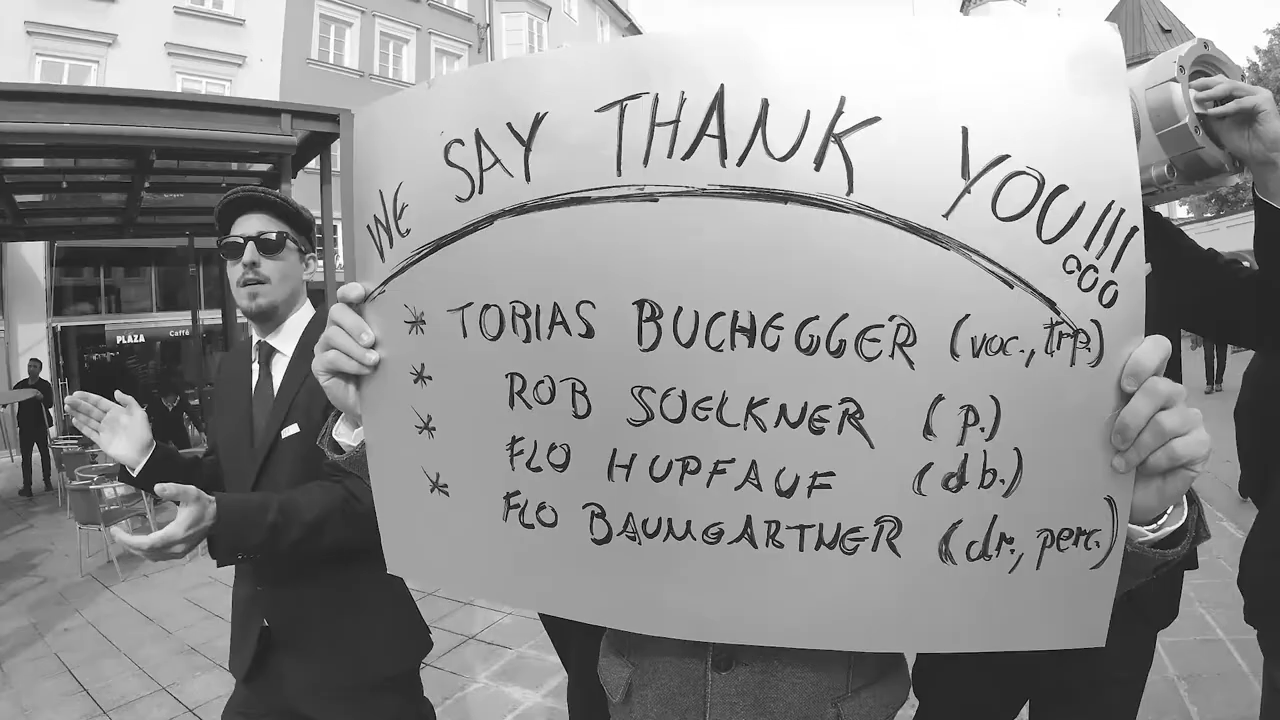 WE SAY THANK YOU!!!
* TOBIAS BUCHEGGER (voc., trp.)
* ROB SOELKNER (p.)
* FLO HUPFAUF (db.)
* FLO BAUMGARTNER (dr., perc.)
PLAZA Caffè